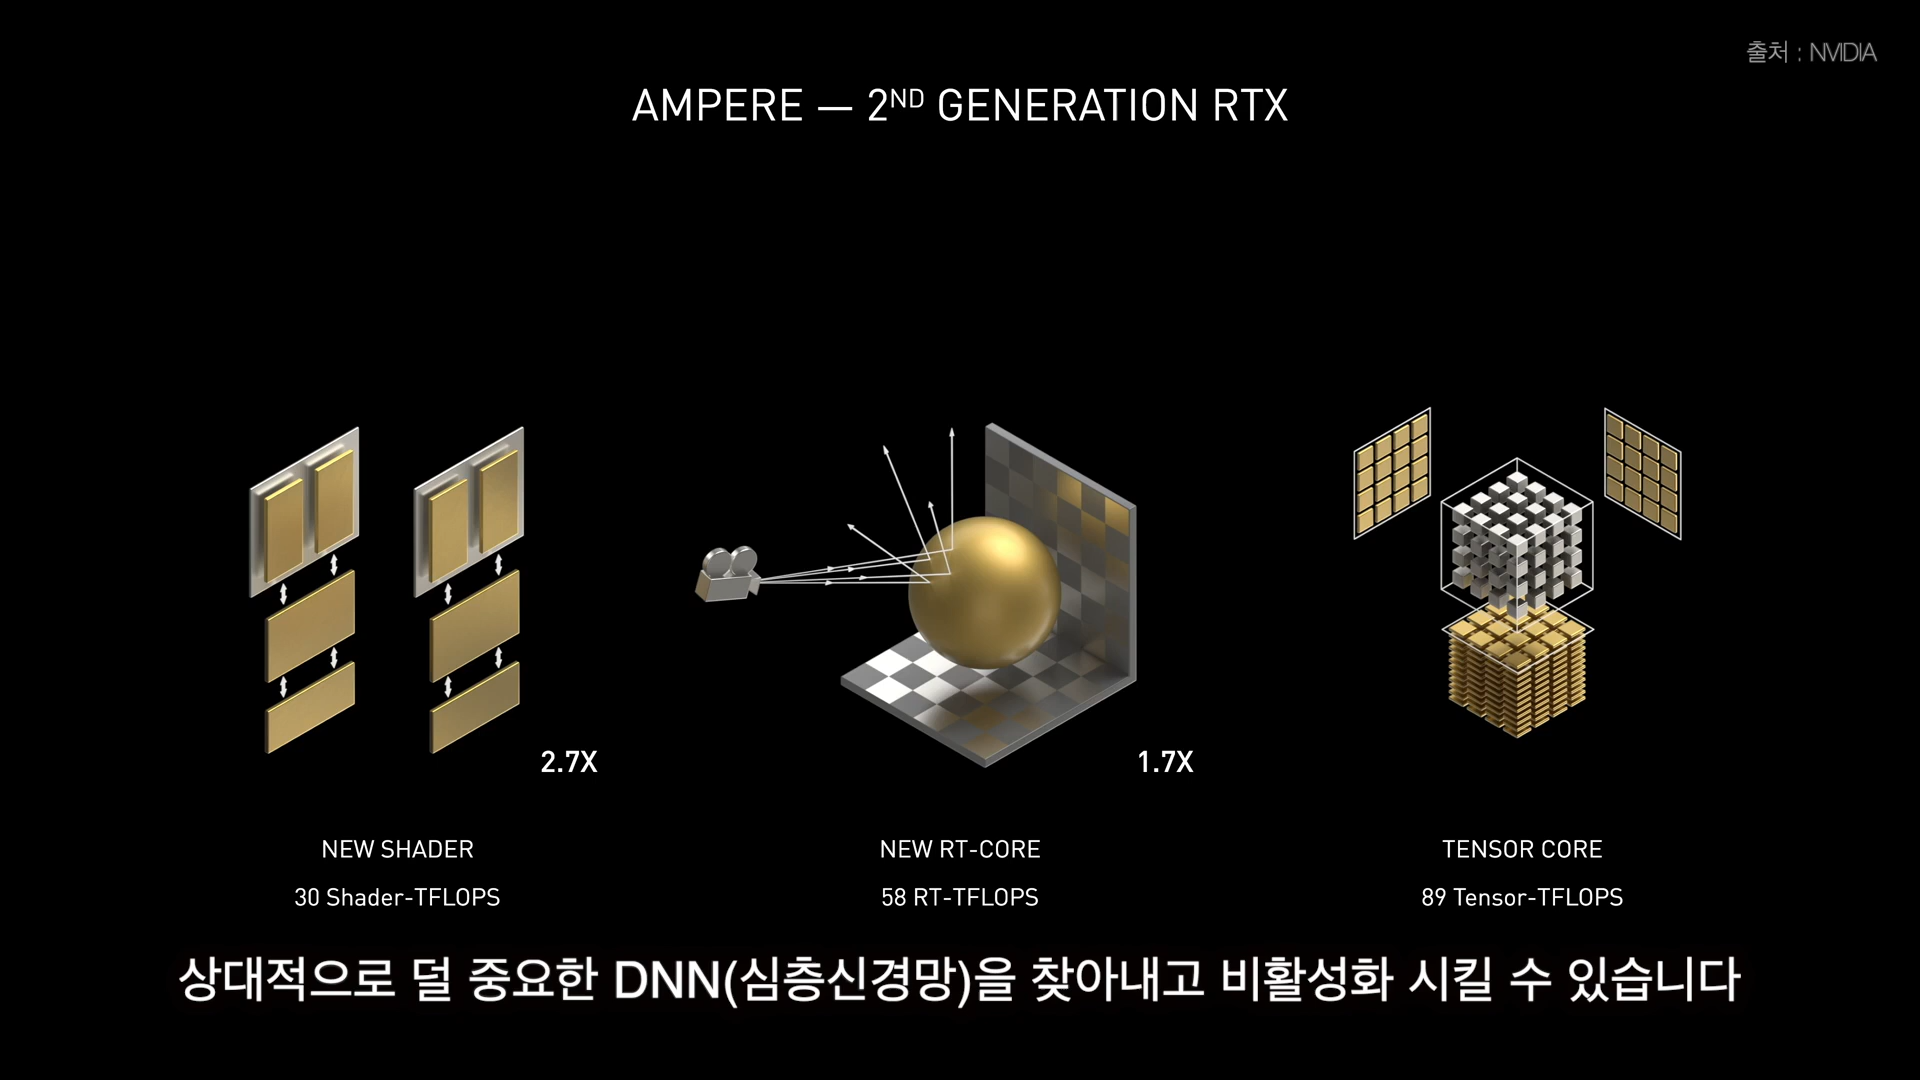 출처 : NVIDIA
AMPERE — 2ND GENERATION RTX
2.7X
1.7X
NEW SHADER
30 Shader-TFLOPS
NEW RT-CORE
58 RT-TFLOPS
TENSOR CORE
89 Tensor-TFLOPS
상대적으로 덜 중요한 DNN(심층신경망)을 찾아내고 비활성화 시킬 수 있습니다